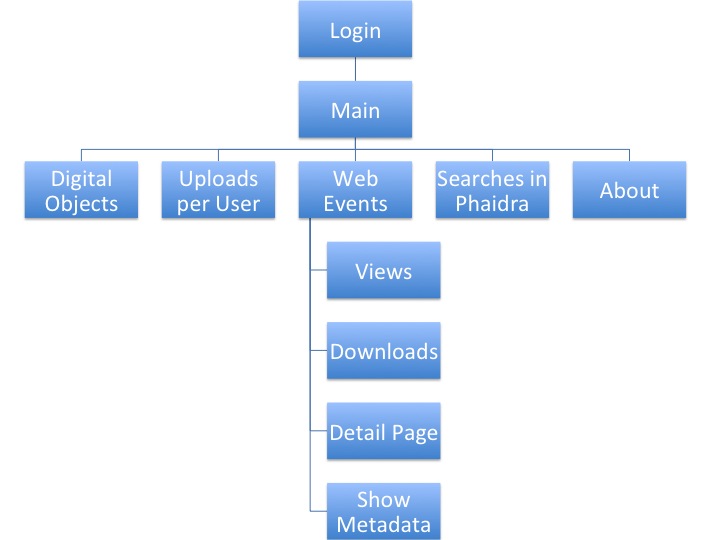 Login
Main
Digital
Objects
Uploads
per User
Web
Events
Searches in
Phaidra
About
Views
Downloads
Detail Page
Show
Metadata